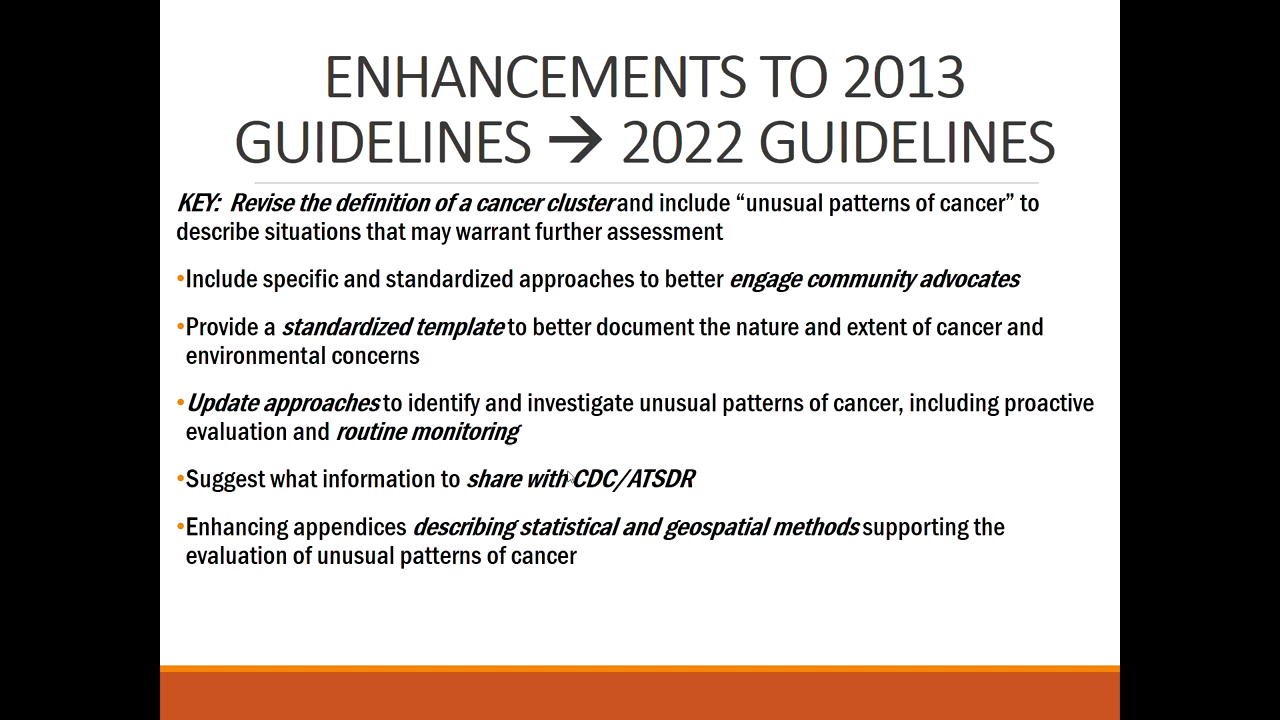 ENHANCEMENTS TO 2013
GUIDELINES → 2022 GUIDELINES
KEY: Revise the definition of a cancer cluster and include “unusual patterns of cancer” to
describe situations that may warrant further assessment
•Include specific and standardized approaches to better engage community advocates
•Provide a standardized template to better document the nature and extent of cancer and
environmental concerns
•Update approaches to identify and investigate unusual patterns of cancer, including proactive
evaluation and routine monitoring
•Suggest what information to share with CDC/ATSDR
•Enhancing appendices describing statistical and geospatial methods supporting the
evaluation of unusual patterns of cancer